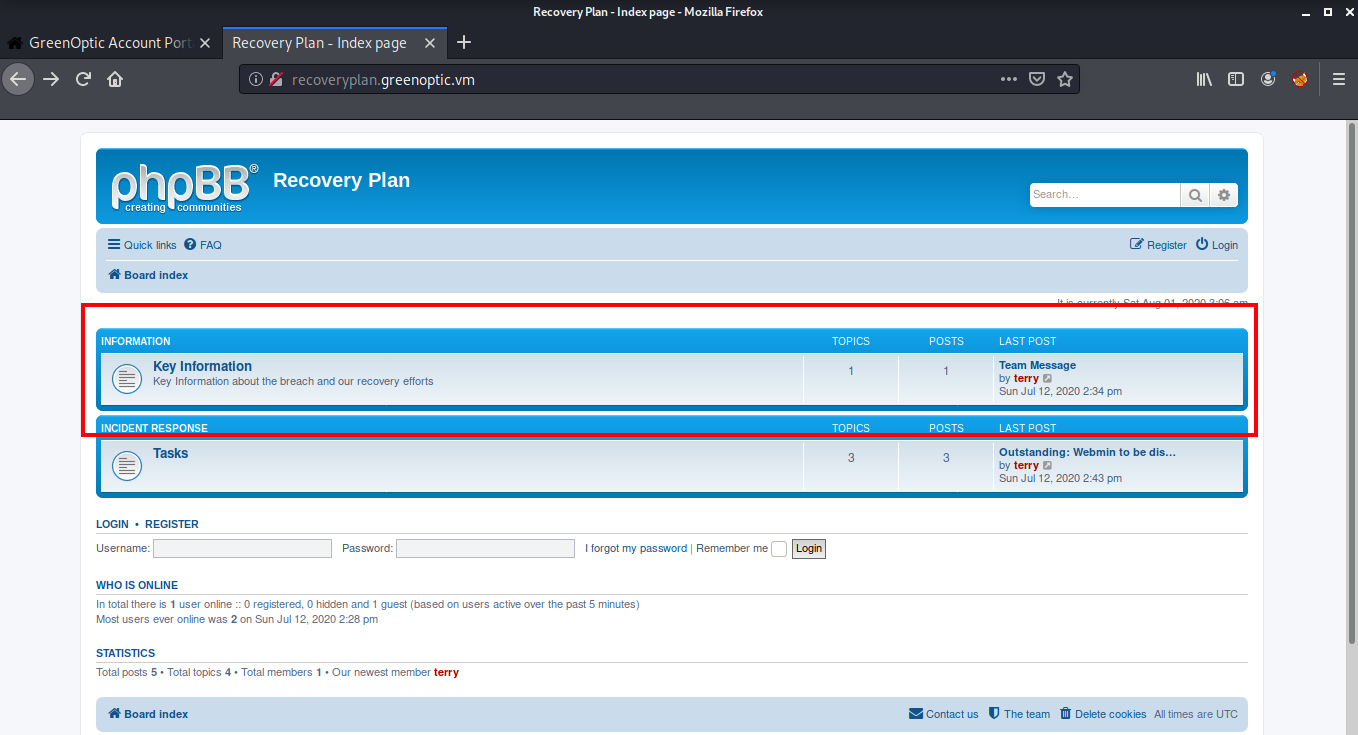 Recovery Plan - Index page - Mozilla Firefox
GreenOptic Account Port
Recovery Plan - Index page
recoveryplan.greenoptic.vm
phpBB®
creating communities
Recovery Plan
Search…
Quick links FAQ Register Login
Board index
It is currently Sat Aug 01, 2020 3:06 am
INFORMATION TOPICS POSTS LAST POST
Key Information 1 1 Team Message
Key Information about the breach and our recovery efforts by terry
Sun Jul 12, 2020 2:34 pm
INCIDENT RESPONSE TOPICS POSTS LAST POST
Tasks 3 3 Outstanding: Webmin to be dis…
by terry
Sun Jul 12, 2020 2:43 pm
LOGIN • REGISTER
Username: Password: I forgot my password | Remember me Login
WHO IS ONLINE
In total there is 1 user online :: 0 registered, 0 hidden and 1 guest (based on users active over the past 5 minutes)
Most users ever online was 2 on Sun Jul 12, 2020 2:28 pm
STATISTICS
Total posts 5 • Total topics 4 • Total members 1 • Our newest member terry
Board index Contact us The team Delete cookies All times are UTC